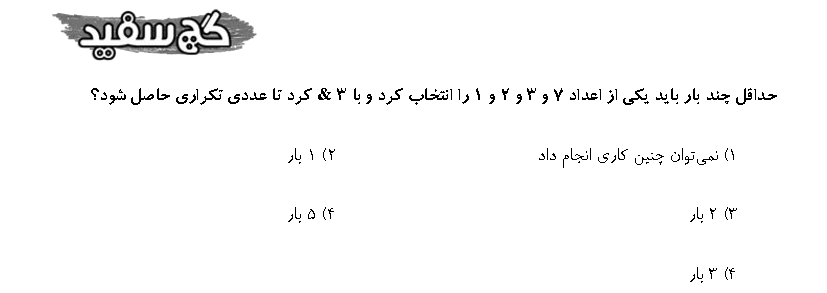 گچ سفید
حداقل چند بار باید یکی از اعداد ۷ و ۳ و ۲ و ۱ را انتخاب کرد و با ۳ & کرد تا عددی تکراری حاصل شود؟
۱) نمی‌توان چنین کاری انجام داد ۲) ۱ بار
۳) ۲ بار ۴) ۵ بار
۴) ۳ بار